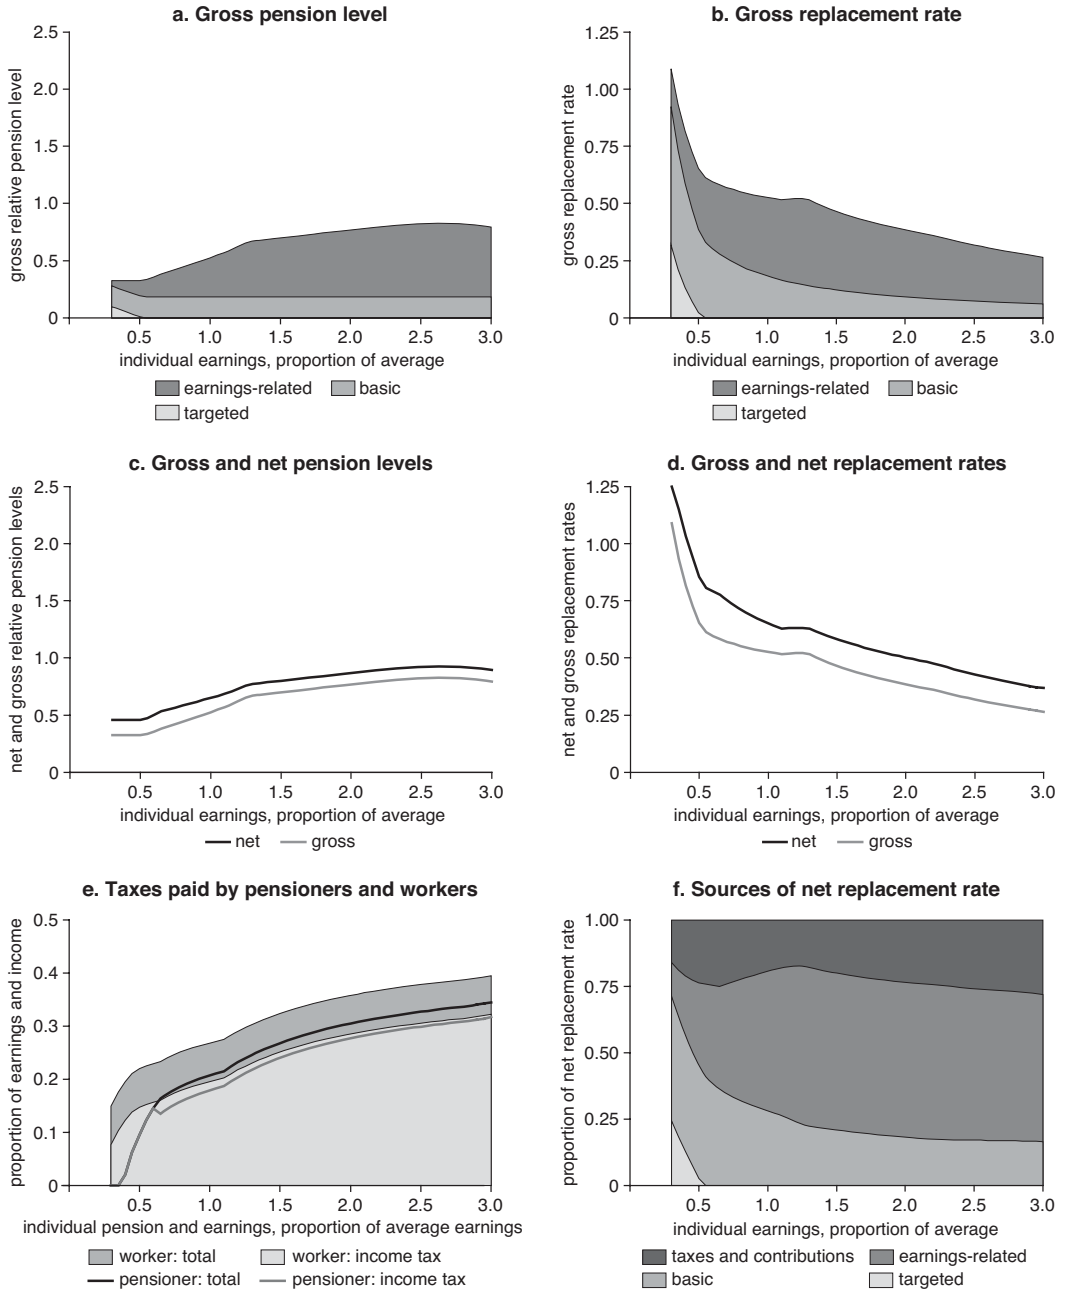 a. Gross pension level
gross relative pension level
2.5
2.0
1.5
1.0
0.5
0
0.5 1.0 1.5 2.0 2.5 3.0
individual earnings, proportion of average
earnings-related basic
targeted
b. Gross replacement rate
gross replacement rate
1.25
1.00
0.75
0.50
0.25
0
0.5 1.0 1.5 2.0 2.5 3.0
individual earnings, proportion of average
earnings-related basic
targeted
c. Gross and net pension levels
net and gross relative pension levels
2.5
2.0
1.5
1.0
0.5
0
0.5 1.0 1.5 2.0 2.5 3.0
individual earnings, proportion of average
net gross
d. Gross and net replacement rates
net and gross replacement rates
1.25
1.00
0.75
0.50
0.25
0
0.5 1.0 1.5 2.0 2.5 3.0
individual earnings, proportion of average
net gross
e. Taxes paid by pensioners and workers
proportion of earnings and income
0.5
0.4
0.3
0.2
0.1
0
0.5 1.0 1.5 2.0 2.5 3.0
individual pension and earnings, proportion of average earnings
worker: total worker: income tax
pensioner: total pensioner: income tax
f. Sources of net replacement rate
proportion of net replacement rate
1.00
0.75
0.50
0.25
0
0.5 1.0 1.5 2.0 2.5 3.0
individual earnings, proportion of average
taxes and contributions earnings-related
basic targeted